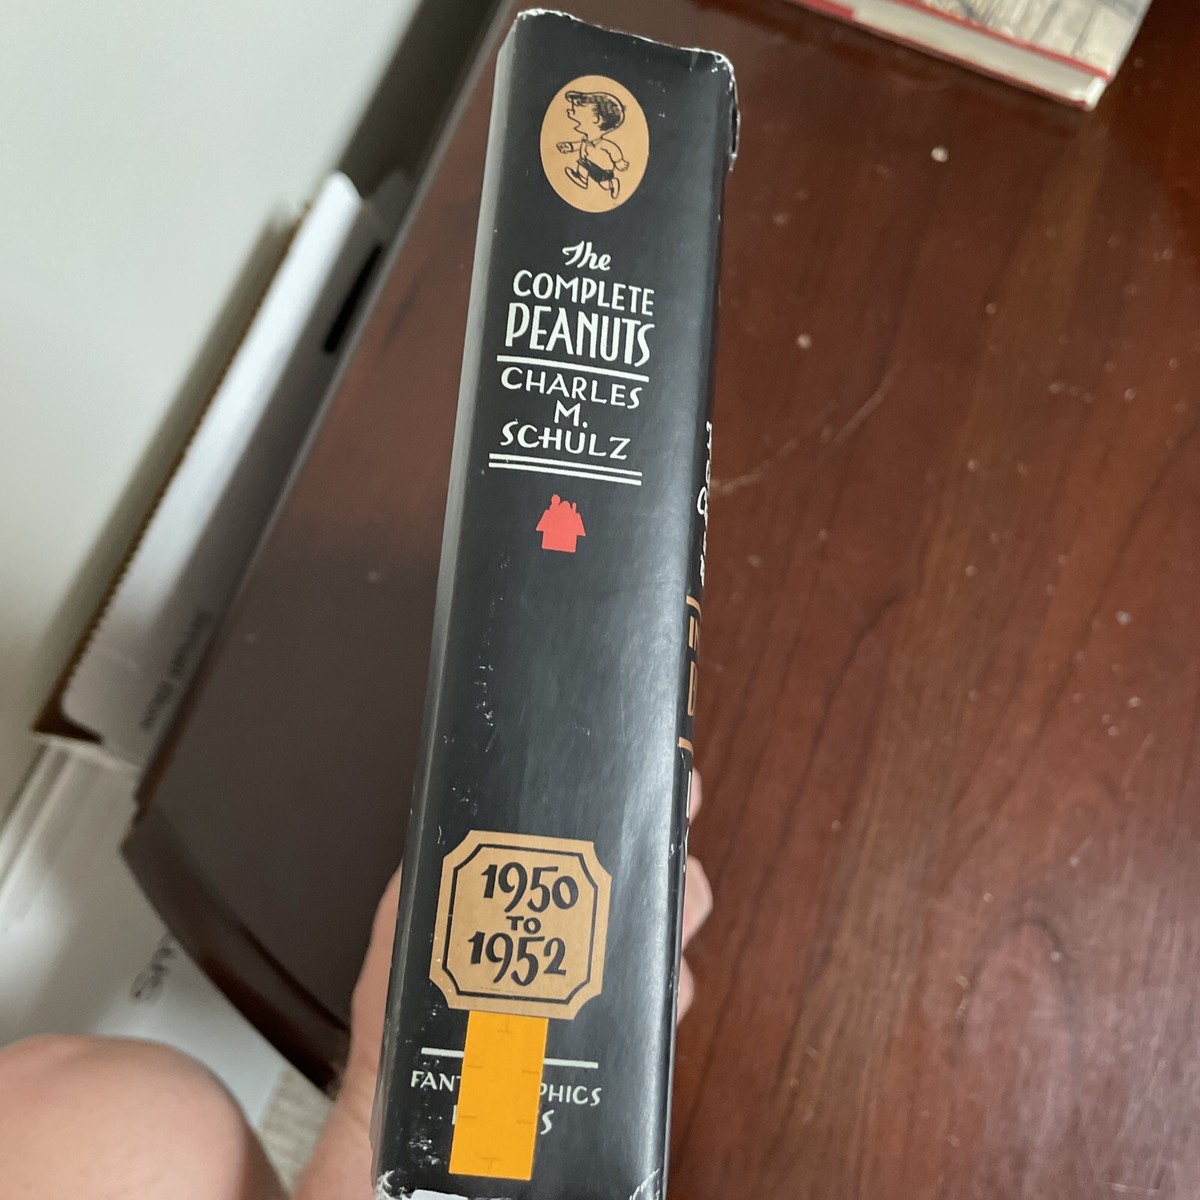 The
COMPLETE
PEANUTS
CHARLES
M.
SCHULZ
1950
TO
1952